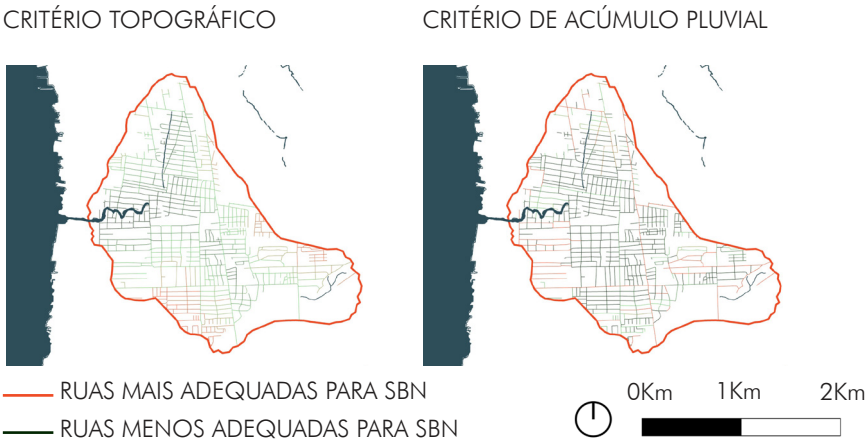 CRITÉRIO TOPOGRÁFICO
CRITÉRIO DE ACÚMULO PLUVIAL
RUAS MAIS ADEQUADAS PARA SBN
RUAS MENOS ADEQUADAS PARA SBN
0Km 1Km 2Km